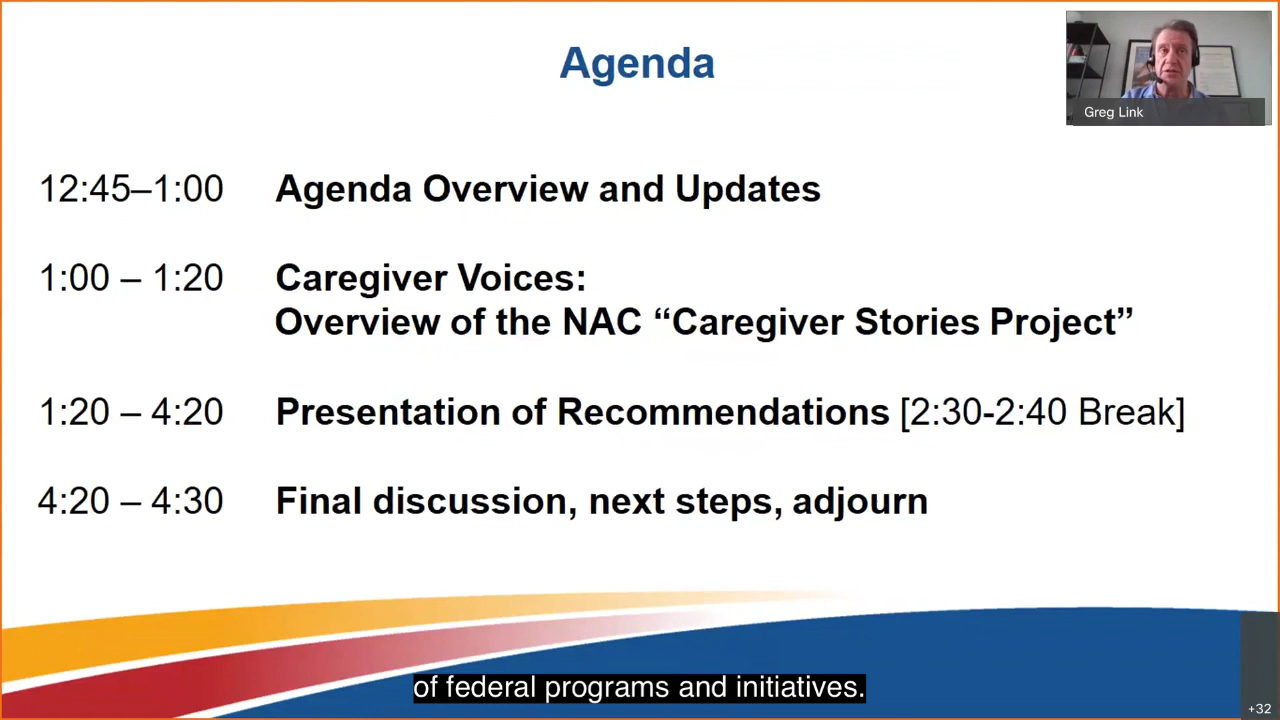 Agenda
Greg Link
12:45–1:00 Agenda Overview and Updates
1:00 – 1:20 Caregiver Voices:
Overview of the NAC “Caregiver Stories Project”
1:20 – 4:20 Presentation of Recommendations [2:30-2:40 Break]
4:20 – 4:30 Final discussion, next steps, adjourn
of federal programs and initiatives.
+32